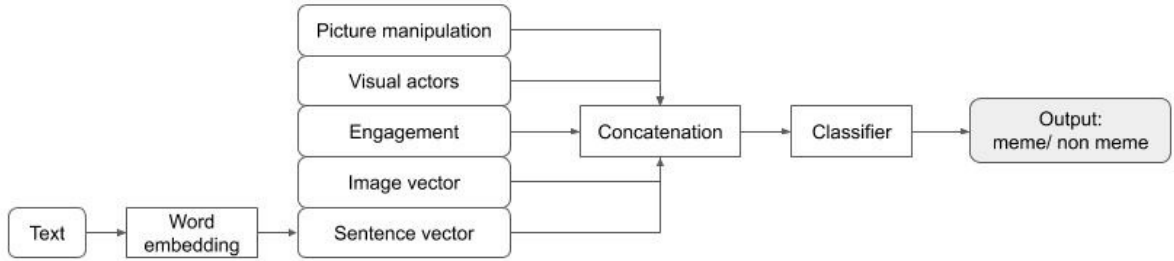 Picture manipulation
Visual actors
Engagement
Image vector
Sentence vector
Text
Word
embedding
Concatenation
Classifier
Output:
meme/ non meme